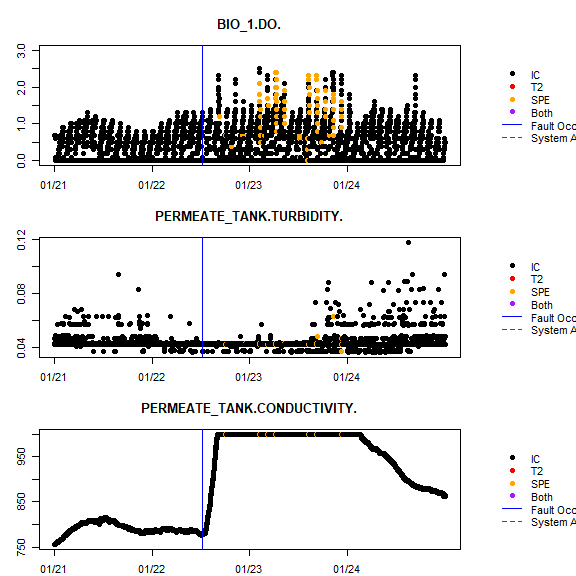 BIO_1.DO.
3.0
2.0
1.0
0.0
01/21
01/22
01/23
01/24
IC
T2
SPE
Both
Fault Occ
System A
PERMEATE_TANK.TURBIDITY.
0.12
0.08
0.04
01/21
01/22
01/23
01/24
IC
T2
SPE
Both
Fault Occ
System A
PERMEATE_TANK.CONDUCTIVITY.
950
850
750
01/21
01/22
01/23
01/24
IC
T2
SPE
Both
Fault Occ
System A